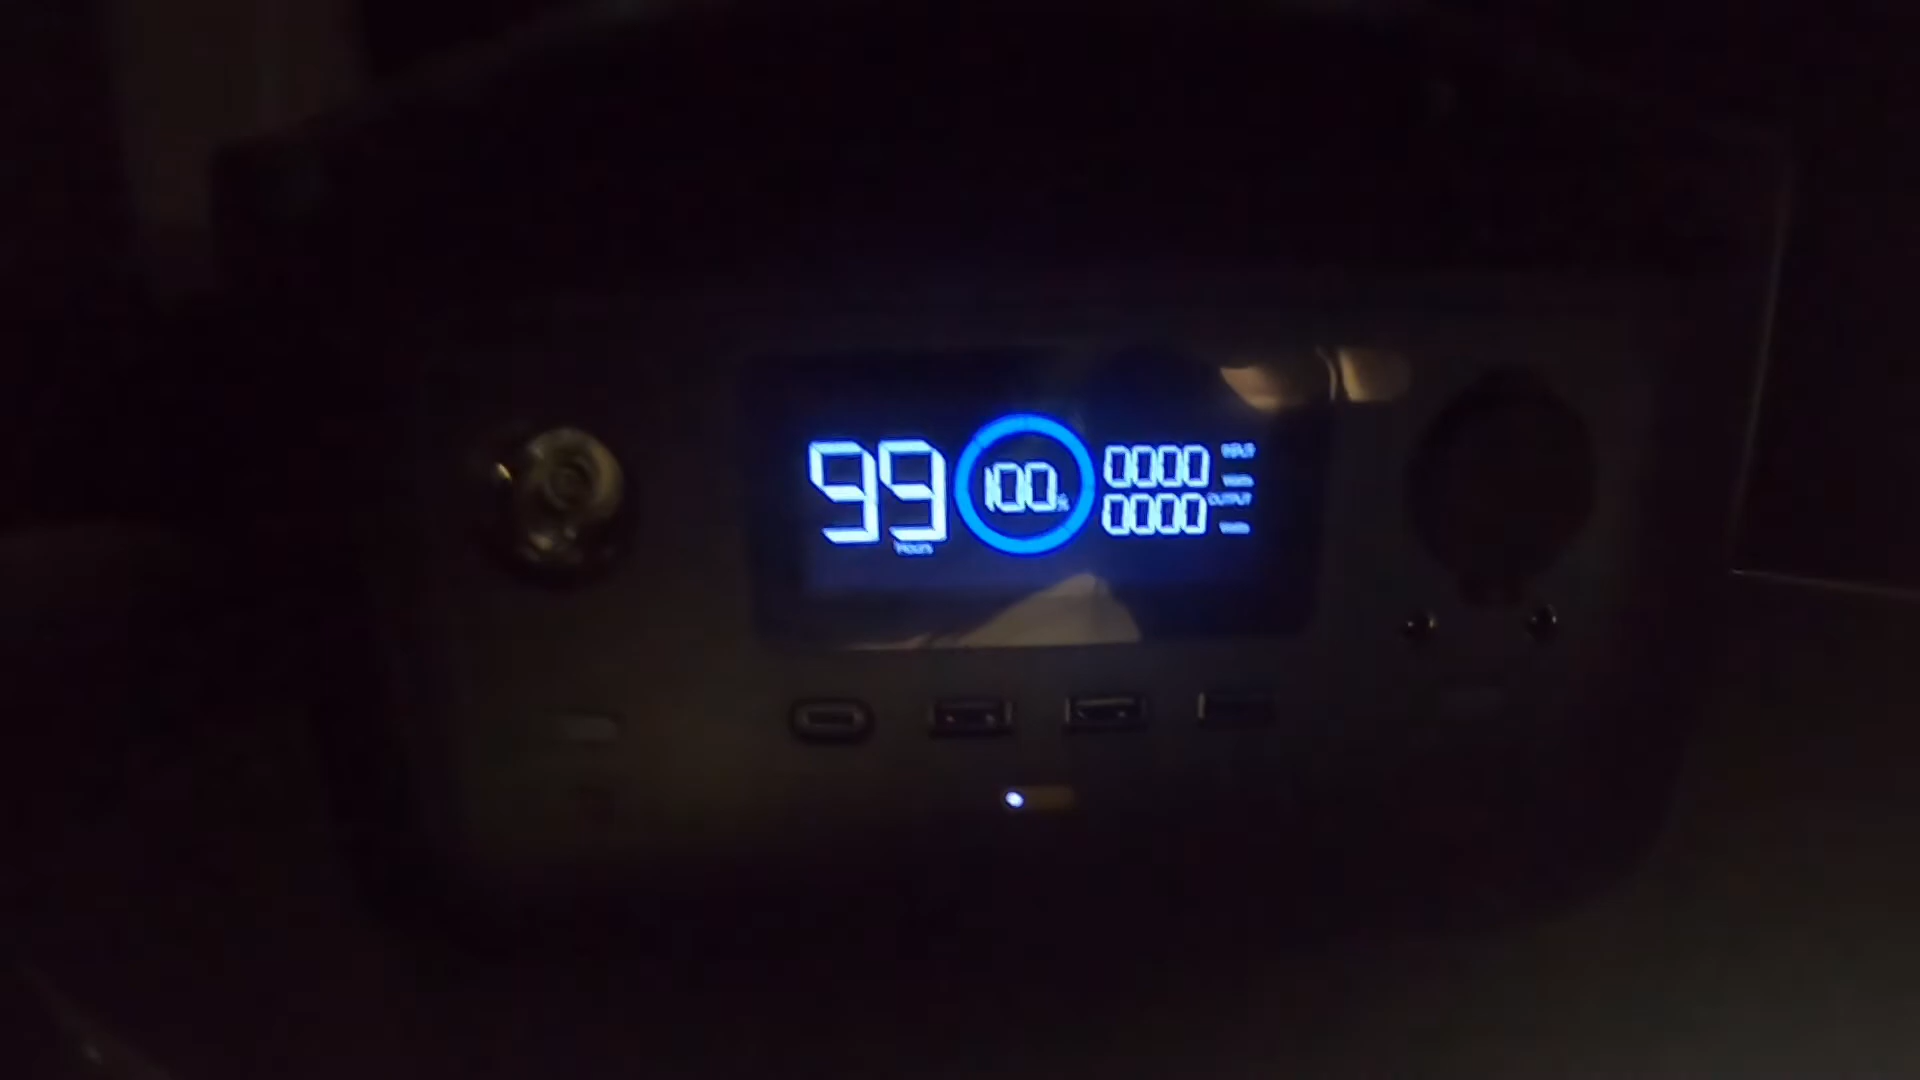 99
Hours
100%
0000 INPUT
Watts
0000 OUTPUT
Watts